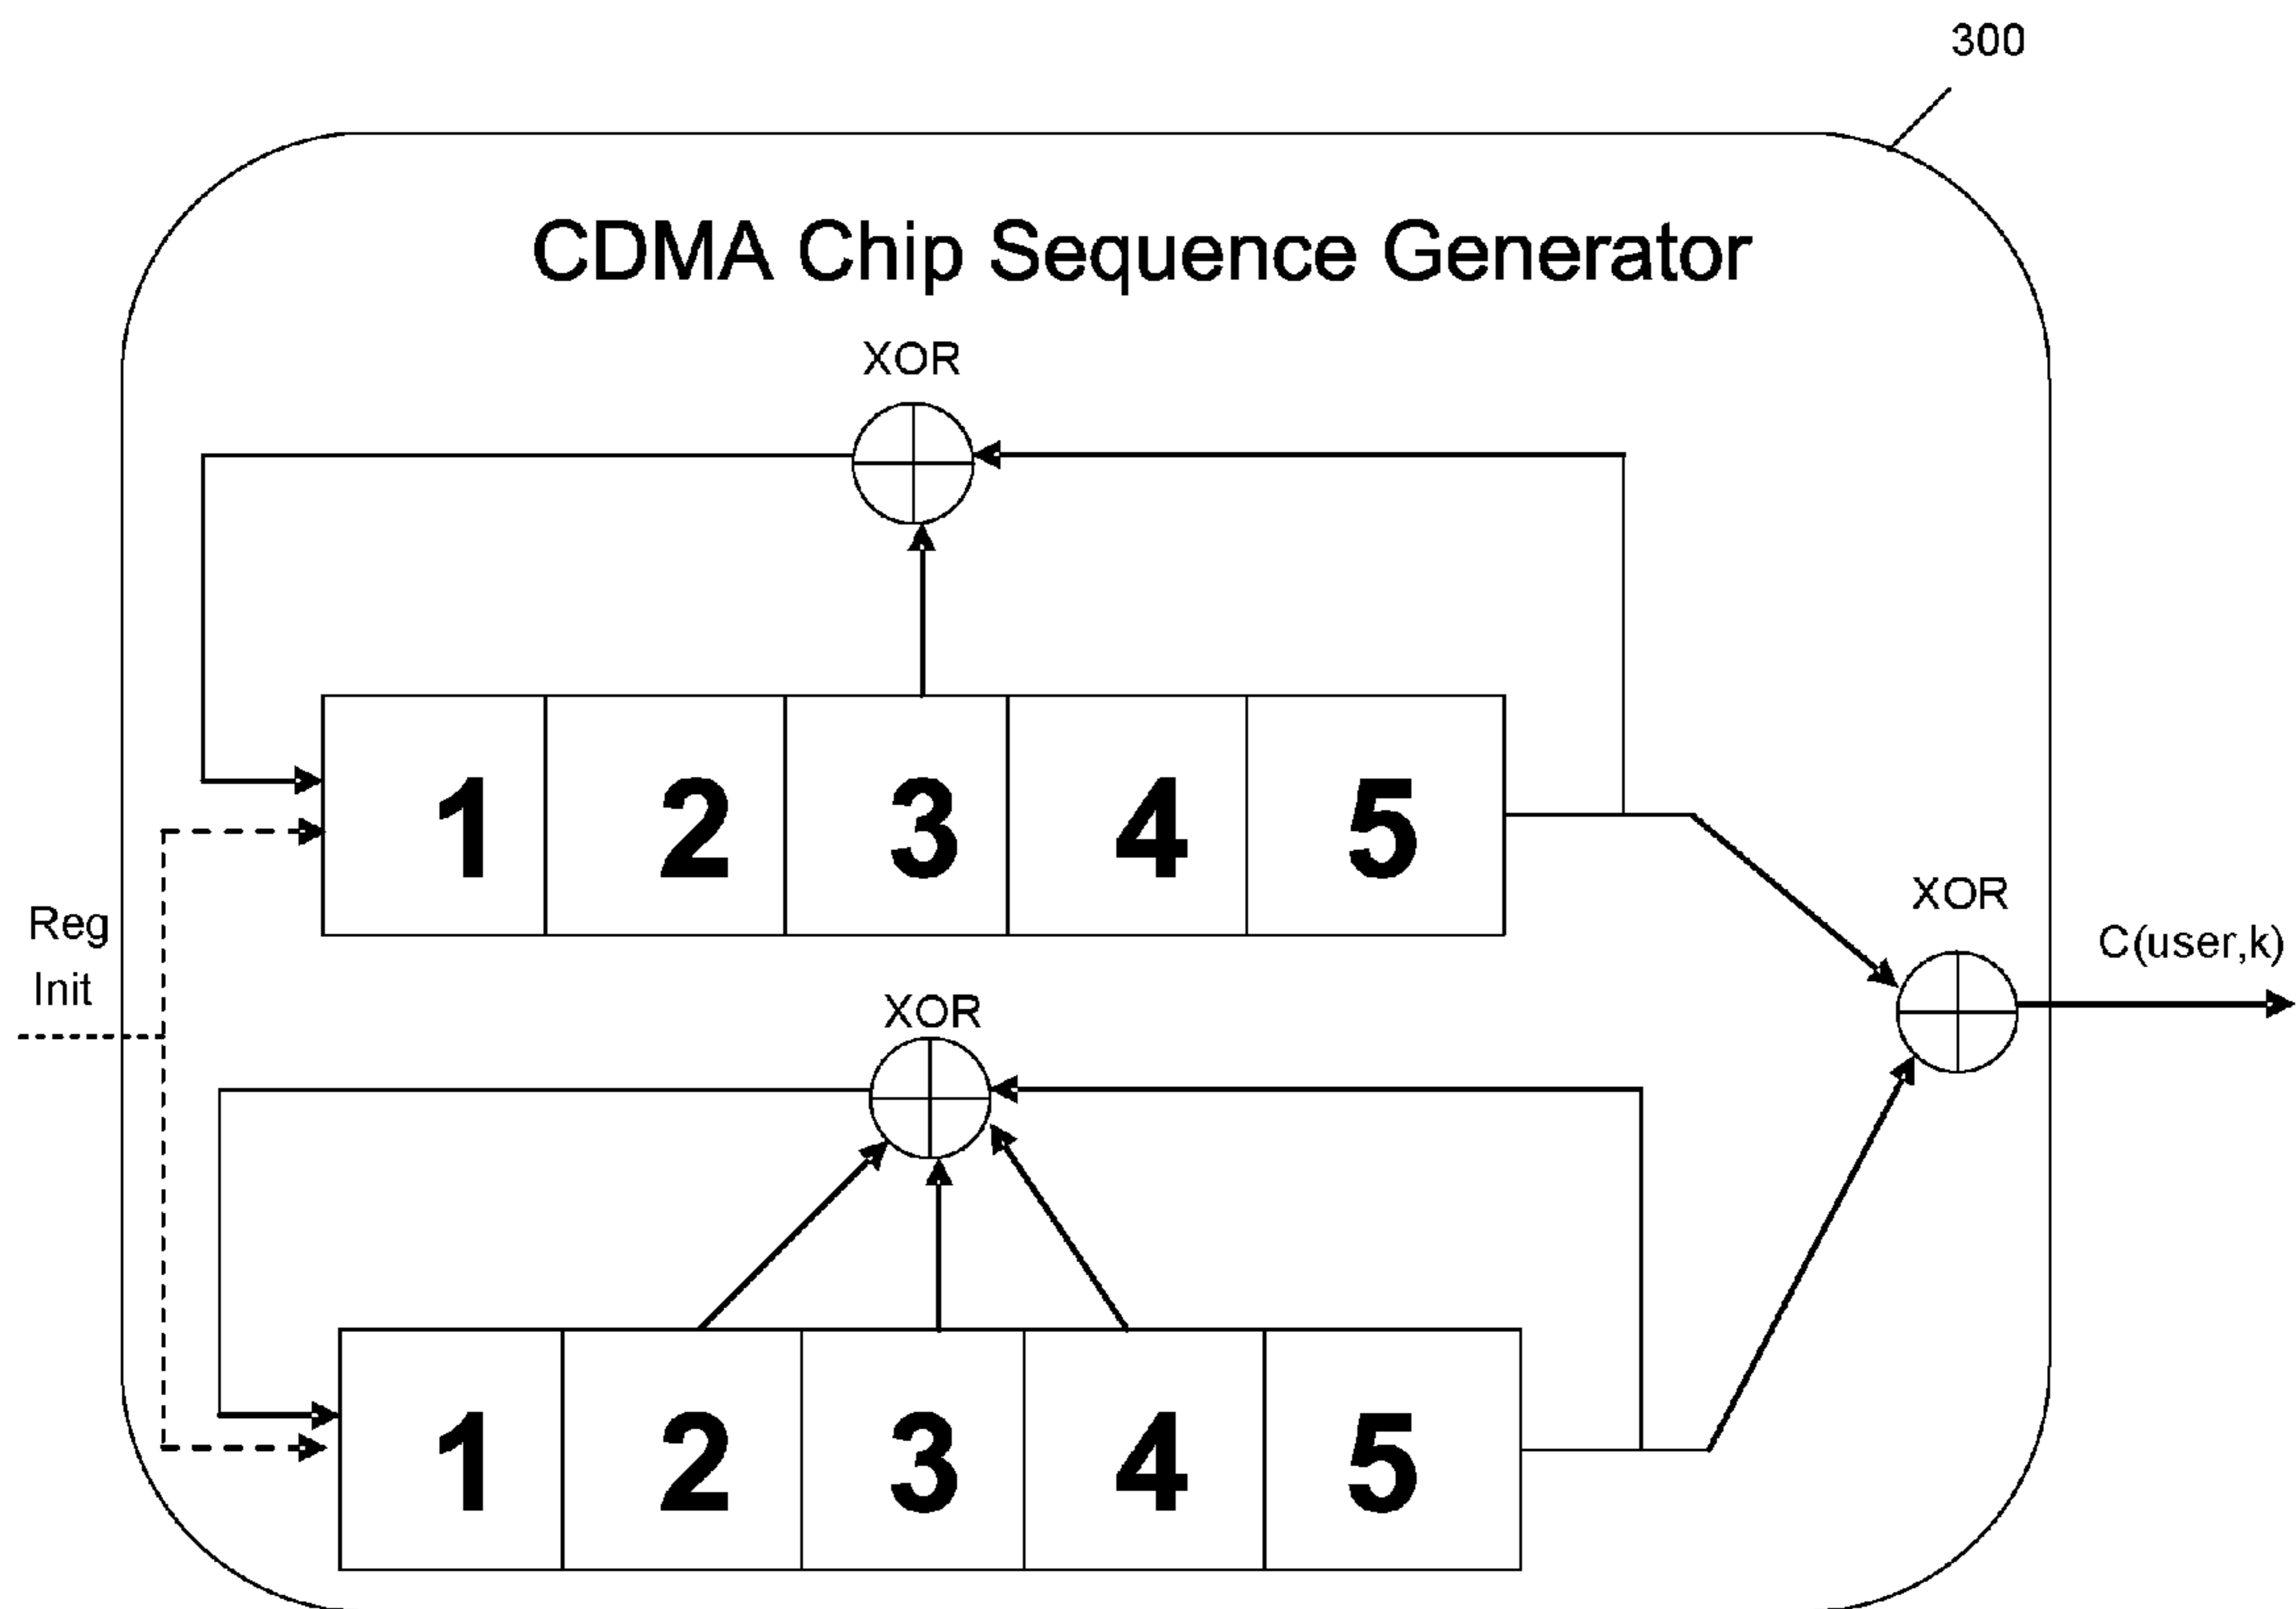 300
CDMA Chip Sequence Generator
XOR
1 2 3 4 5
XOR
Reg
Init
C(user,k)
XOR
1 2 3 4 5